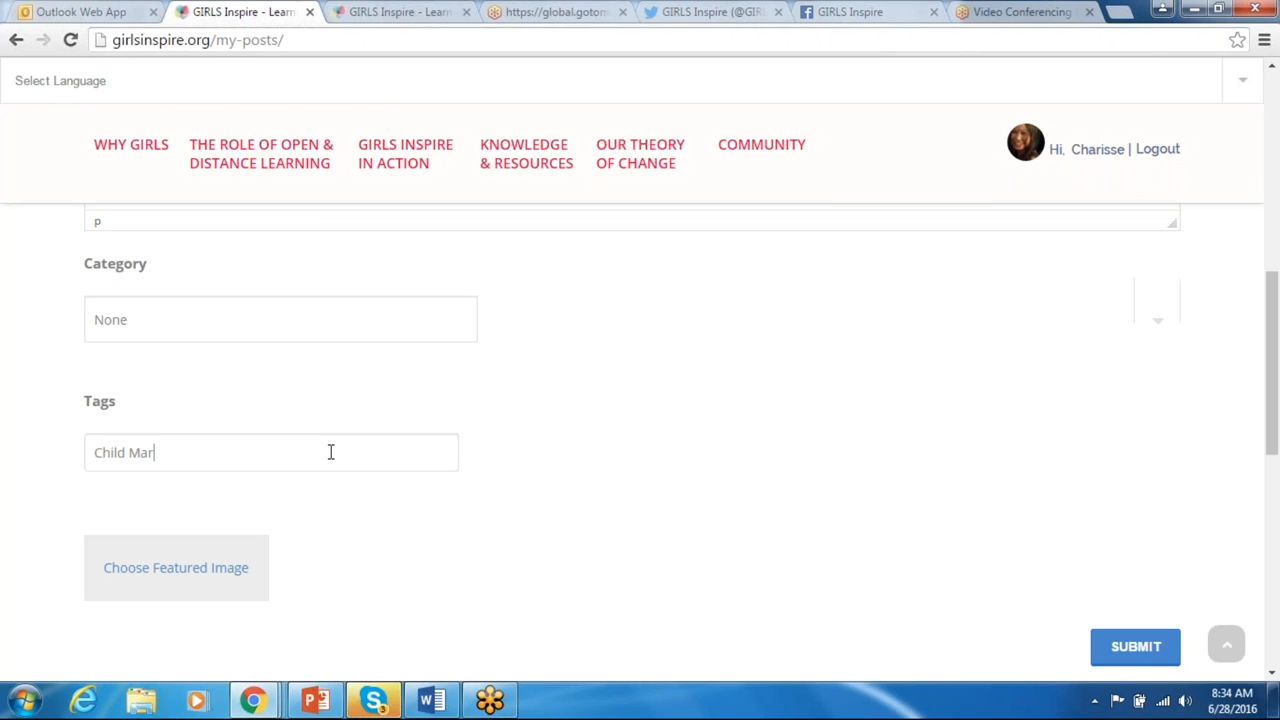 Outlook Web App
GIRLS Inspire - Learn
GIRLS Inspire - Learn
https://global.gotom
GIRLS Inspire (@GIRL
GIRLS Inspire
Video Conferencing
girlsinspire.org/my-posts/
Select Language
WHY GIRLS
THE ROLE OF OPEN &
DISTANCE LEARNING
GIRLS INSPIRE
IN ACTION
KNOWLEDGE
& RESOURCES
OUR THEORY
OF CHANGE
COMMUNITY
Hi, Charisse | Logout
p
Category
None
Tags
Child Mar
Choose Featured Image
SUBMIT
8:34 AM
6/28/2016